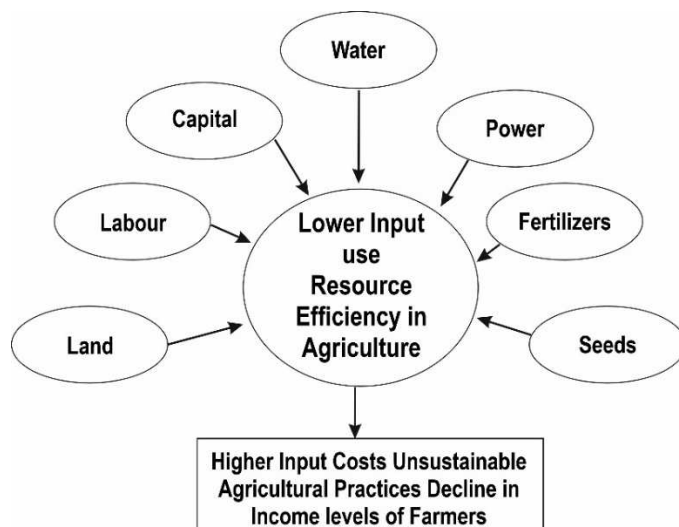 Water
Capital
Power
Labour
Fertilizers
Land
Seeds
Lower Input
use
Resource
Efficiency in
Agriculture
Higher Input Costs Unsustainable
Agricultural Practices Decline in
Income levels of Farmers